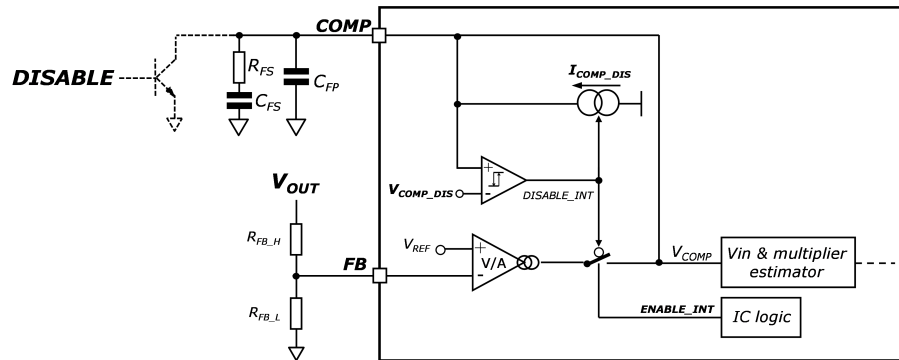 COMP
DISABLE
R_FS
C_FS
C_FP
I_COMP_DIS
+
-
V_COMP_DIS
DISABLE_INT
V_OUT
R_FB_H
FB
R_FB_L
V_REF
+
V/A
-
V_COMP
Vin & multiplier
estimator
ENABLE_INT
IC logic